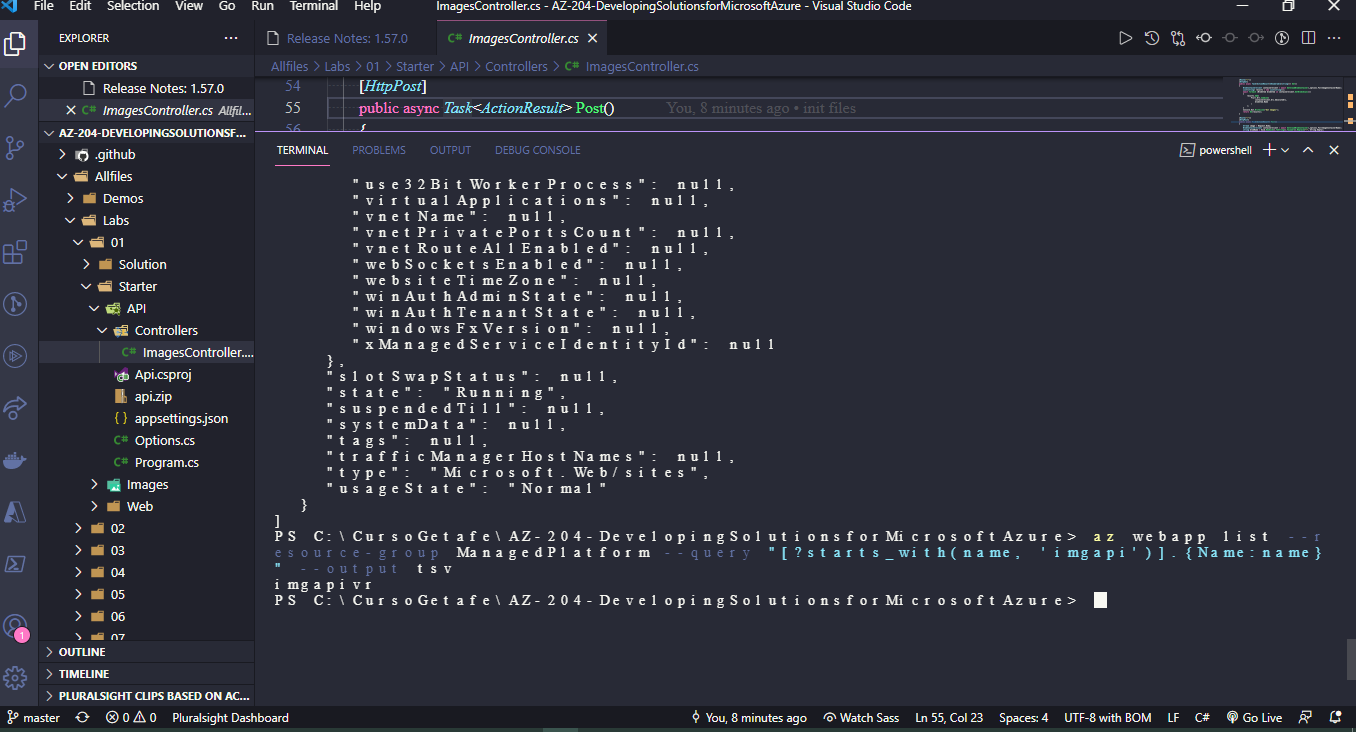 File Edit Selection View Go Run Terminal Help ImagesController.cs - AZ-204-DevelopingSolutionsforMicrosoftAzure - Visual Studio Code
EXPLORER
OPEN EDITORS
Release Notes: 1.57.0
ImagesController.cs Allfil...
AZ-204-DEVELOPINGSOLUTIONSF...
.github
Allfiles
Demos
Labs
01
Solution
Starter
API
Controllers
ImagesController....
Api.csproj
api.zip
appsettings.json
Options.cs
Program.cs
Images
Web
02
03
04
05
06
07
OUTLINE
TIMELINE
PLURALSIGHT CLIPS BASED ON AC...
Release Notes: 1.57.0 ImagesController.cs
Allfiles > Labs > 01 > Starter > API > Controllers > ImagesController.cs
54 [HttpPost]
55 public async Task<ActionResult> Post() You, 8 minutes ago • init files
56 {
TERMINAL PROBLEMS OUTPUT DEBUG CONSOLE powershell
"use32BitWorkerProcess": null,
"virtualApplications": null,
"vnetName": null,
"vnetPrivatePortsCount": null,
"vnetRouteAllEnabled": null,
"webSocketsEnabled": null,
"websiteTimeZone": null,
"winAuthAdminState": null,
"winAuthTenantState": null,
"windowsFxVersion": null,
"xManagedServiceIdentityId": null
},
"slotSwapStatus": null,
"state": "Running",
"suspendedTill": null,
"systemData": null,
"tags": null,
"trafficManagerHostNames": null,
"type": "Microsoft.Web/sites",
"usageState": "Normal"
}
]
PS C:\CursoGetafe\AZ-204-DevelopingSolutionsforMicrosoftAzure> az webapp list --r
esource-group ManagedPlatform --query "[?starts_with(name, 'imgapi')].{Name:name}
" --output tsv
imgapivr
PS C:\CursoGetafe\AZ-204-DevelopingSolutionsforMicrosoftAzure>
1
master 0 0 Pluralsight Dashboard You, 8 minutes ago Watch Sass Ln 55, Col 23 Spaces: 4 UTF-8 with BOM LF C# Go Live